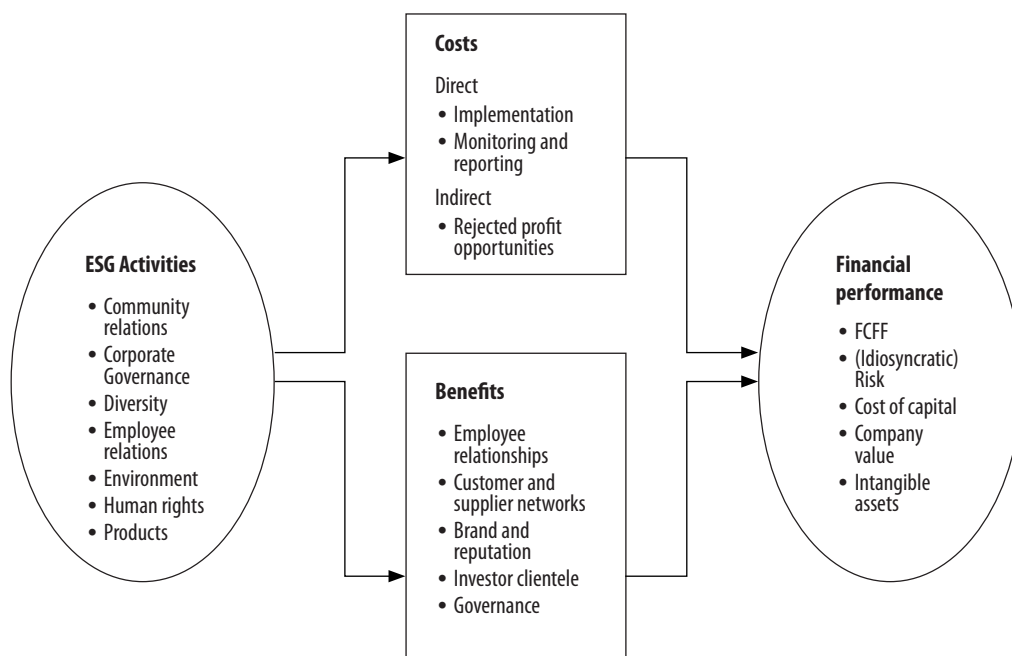 ESG Activities
• Community
relations
• Corporate
Governance
• Diversity
• Employee
relations
• Environment
• Human rights
• Products
Costs
Direct
• Implementation
• Monitoring and
reporting
Indirect
• Rejected profit
opportunities
Benefits
• Employee
relationships
• Customer and
supplier networks
• Brand and
reputation
• Investor clientele
• Governance
Financial
performance
• FCFF
• (Idiosyncratic)
Risk
• Cost of capital
• Company
value
• Intangible
assets